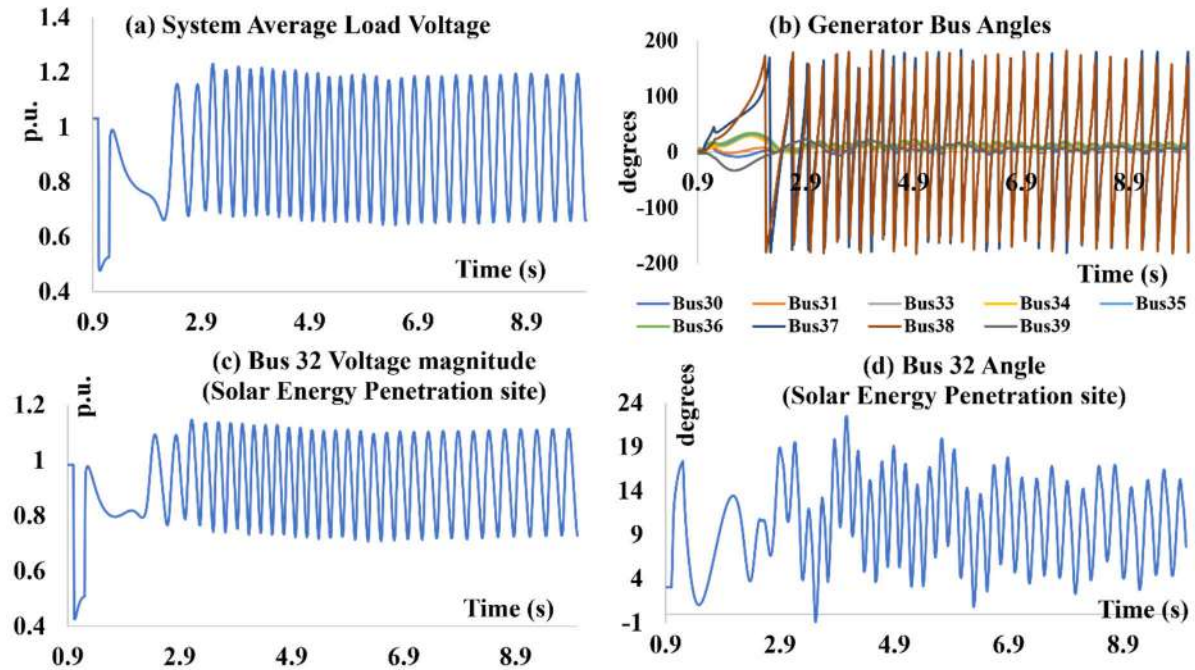 (a) System Average Load Voltage
p.u.
1.4
1.2
1
0.8
0.6
0.4
Time (s)
0.9 2.9 4.9 6.9 8.9
(b) Generator Bus Angles
degrees
200
100
0
-100
-200
0.9 2.9 4.9 6.9 8.9
Time (s)
Bus30 Bus31 Bus33 Bus34 Bus35
Bus36 Bus37 Bus38 Bus39
(c) Bus 32 Voltage magnitude
(Solar Energy Penetration site)
p.u.
1.2
1
0.8
0.6
0.4
Time (s)
0.9 2.9 4.9 6.9 8.9
(d) Bus 32 Angle
(Solar Energy Penetration site)
degrees
24
19
14
9
4
-1
Time (s)
0.9 2.9 4.9 6.9 8.9